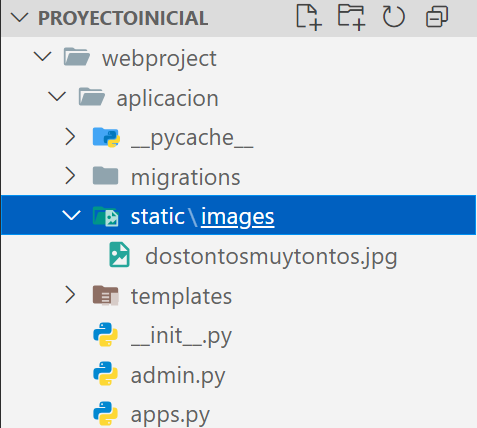 PROYECTOINICIAL
webproject
aplicacion
__pycache__
migrations
static\images
dostontosmuytontos.jpg
templates
__init__.py
admin.py
apps.py